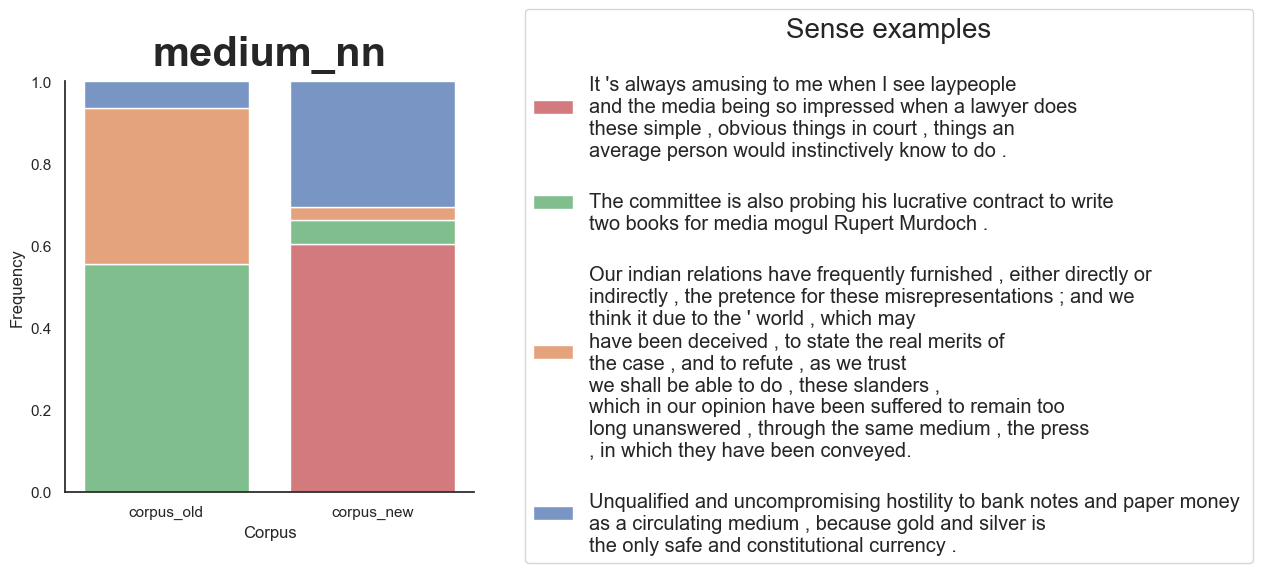 medium_nn
1.0
0.8
0.6
0.4
0.2
0.0
Frequency
corpus_old
corpus_new
Corpus
Sense examples
It 's always amusing to me when I see laypeople
and the media being so impressed when a lawyer does
these simple , obvious things in court , things an
average person would instinctively know to do .
The committee is also probing his lucrative contract to write
two books for media mogul Rupert Murdoch .
Our indian relations have frequently furnished , either directly or
indirectly , the pretence for these misrepresentations ; and we
think it due to the ' world , which may
have been deceived , to state the real merits of
the case , and to refute , as we trust
we shall be able to do , these slanders ,
which in our opinion have been suffered to remain too
long unanswered , through the same medium , the press
, in which they have been conveyed.
Unqualified and uncompromising hostility to bank notes and paper money
as a circulating medium , because gold and silver is
the only safe and constitutional currency .